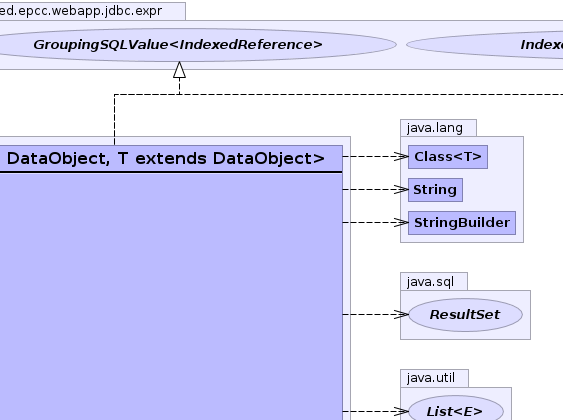 ed.epcc.webapp.jdbc.expr
GroupingSQLValue<IndexedReference>
java.lang
DataObject, T extends DataObject>
Class<T>
String
StringBuilder
java.sql
ResultSet
java.util
List<E>